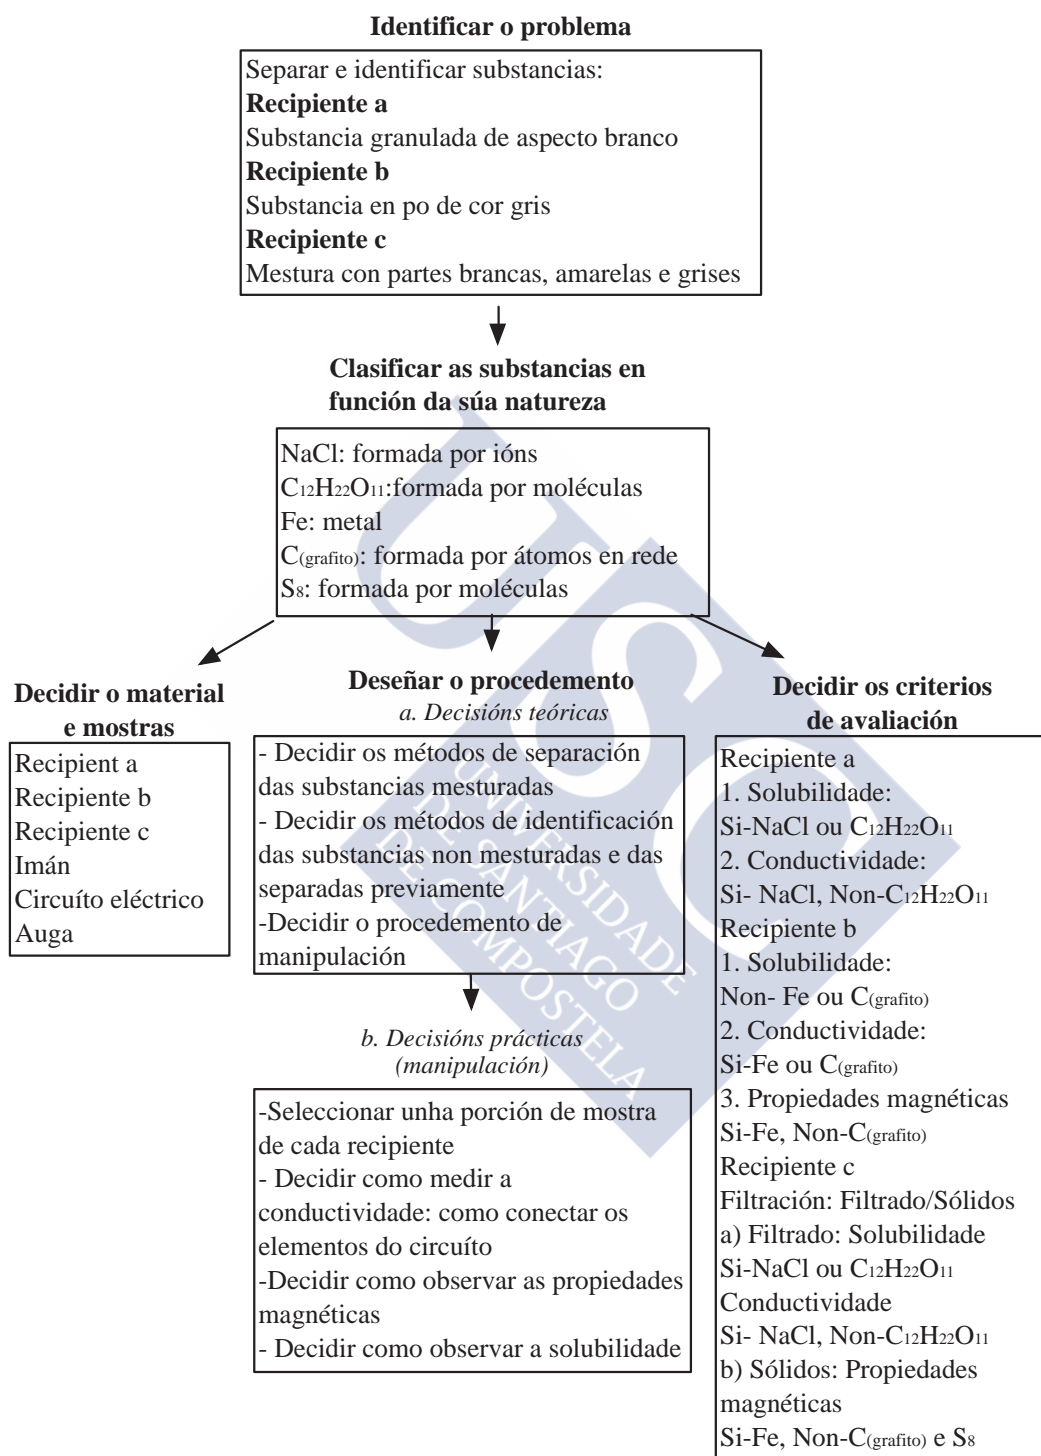 Identificar o problema
Separar e identificar substancias:
Recipiente a
Substancia granulada de aspecto branco
Recipiente b
Substancia en po de cor gris
Recipiente c
Mestura con partes brancas, amarelas e grises
Clasificar as substancias en
función da súa natureza
NaCl: formada por ións
C12H22O11:formada por moléculas
Fe: metal
C(grafito): formada por átomos en rede
S8: formada por moléculas
Decidir o material
e mostras
Recipient a
Recipiente b
Recipiente c
Imán
Circuíto eléctrico
Auga
Deseñar o procedemento
a. Decisións teóricas
- Decidir os métodos de separación
das substancias mesturadas
- Decidir os métodos de identificación
das substancias non mesturadas e das
separadas previamente
-Decidir o procedemento de
manipulación
b. Decisións prácticas
(manipulación)
-Seleccionar unha porción de mostra
de cada recipiente
- Decidir como medir a
conductividade: como conectar os
elementos do circuíto
-Decidir como observar as propiedades
magnéticas
- Decidir como observar a solubilidade
Decidir os criterios
de avaliación
Recipiente a
1. Solubilidade:
Si-NaCl ou C12H22O11
2. Conductividade:
Si- NaCl, Non-C12H22O11
Recipiente b
1. Solubilidade:
Non- Fe ou C(grafito)
2. Conductividade:
Si-Fe ou C(grafito)
3. Propiedades magnéticas
Si-Fe, Non-C(grafito)
Recipiente c
Filtración: Filtrado/Sólidos
a) Filtrado: Solubilidade
Si-NaCl ou C12H22O11
Conductividade
Si- NaCl, Non-C12H22O11
b) Sólidos: Propiedades
magnéticas
Si-Fe, Non-C(grafito) e S8
USC
UNIVERSIDADE
DE SANTIAGO
DE COMPOSTELA